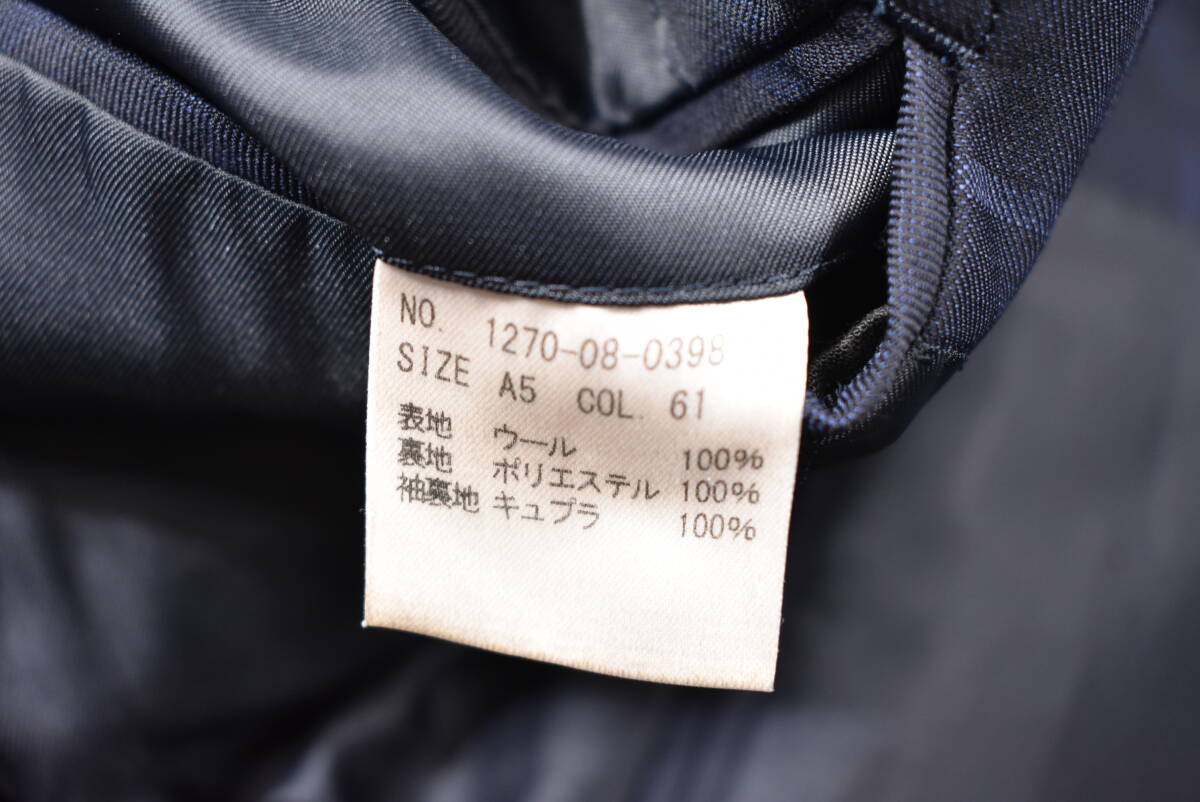 NO. 1270-08-0398
SIZE A5 COL. 61
表地 ウール 100%
裏地 ポリエステル 100%
袖裏地 キュプラ 100%